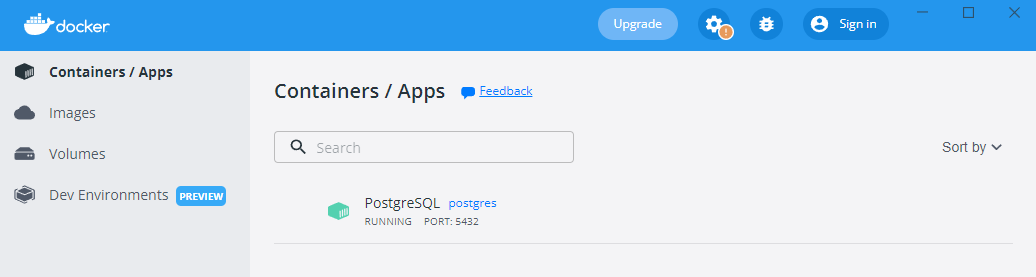 docker
Upgrade
!
Sign in
Containers / Apps
Images
Volumes
Dev Environments PREVIEW
Containers / Apps Feedback
Search
Sort by
PostgreSQL postgres
RUNNING PORT: 5432